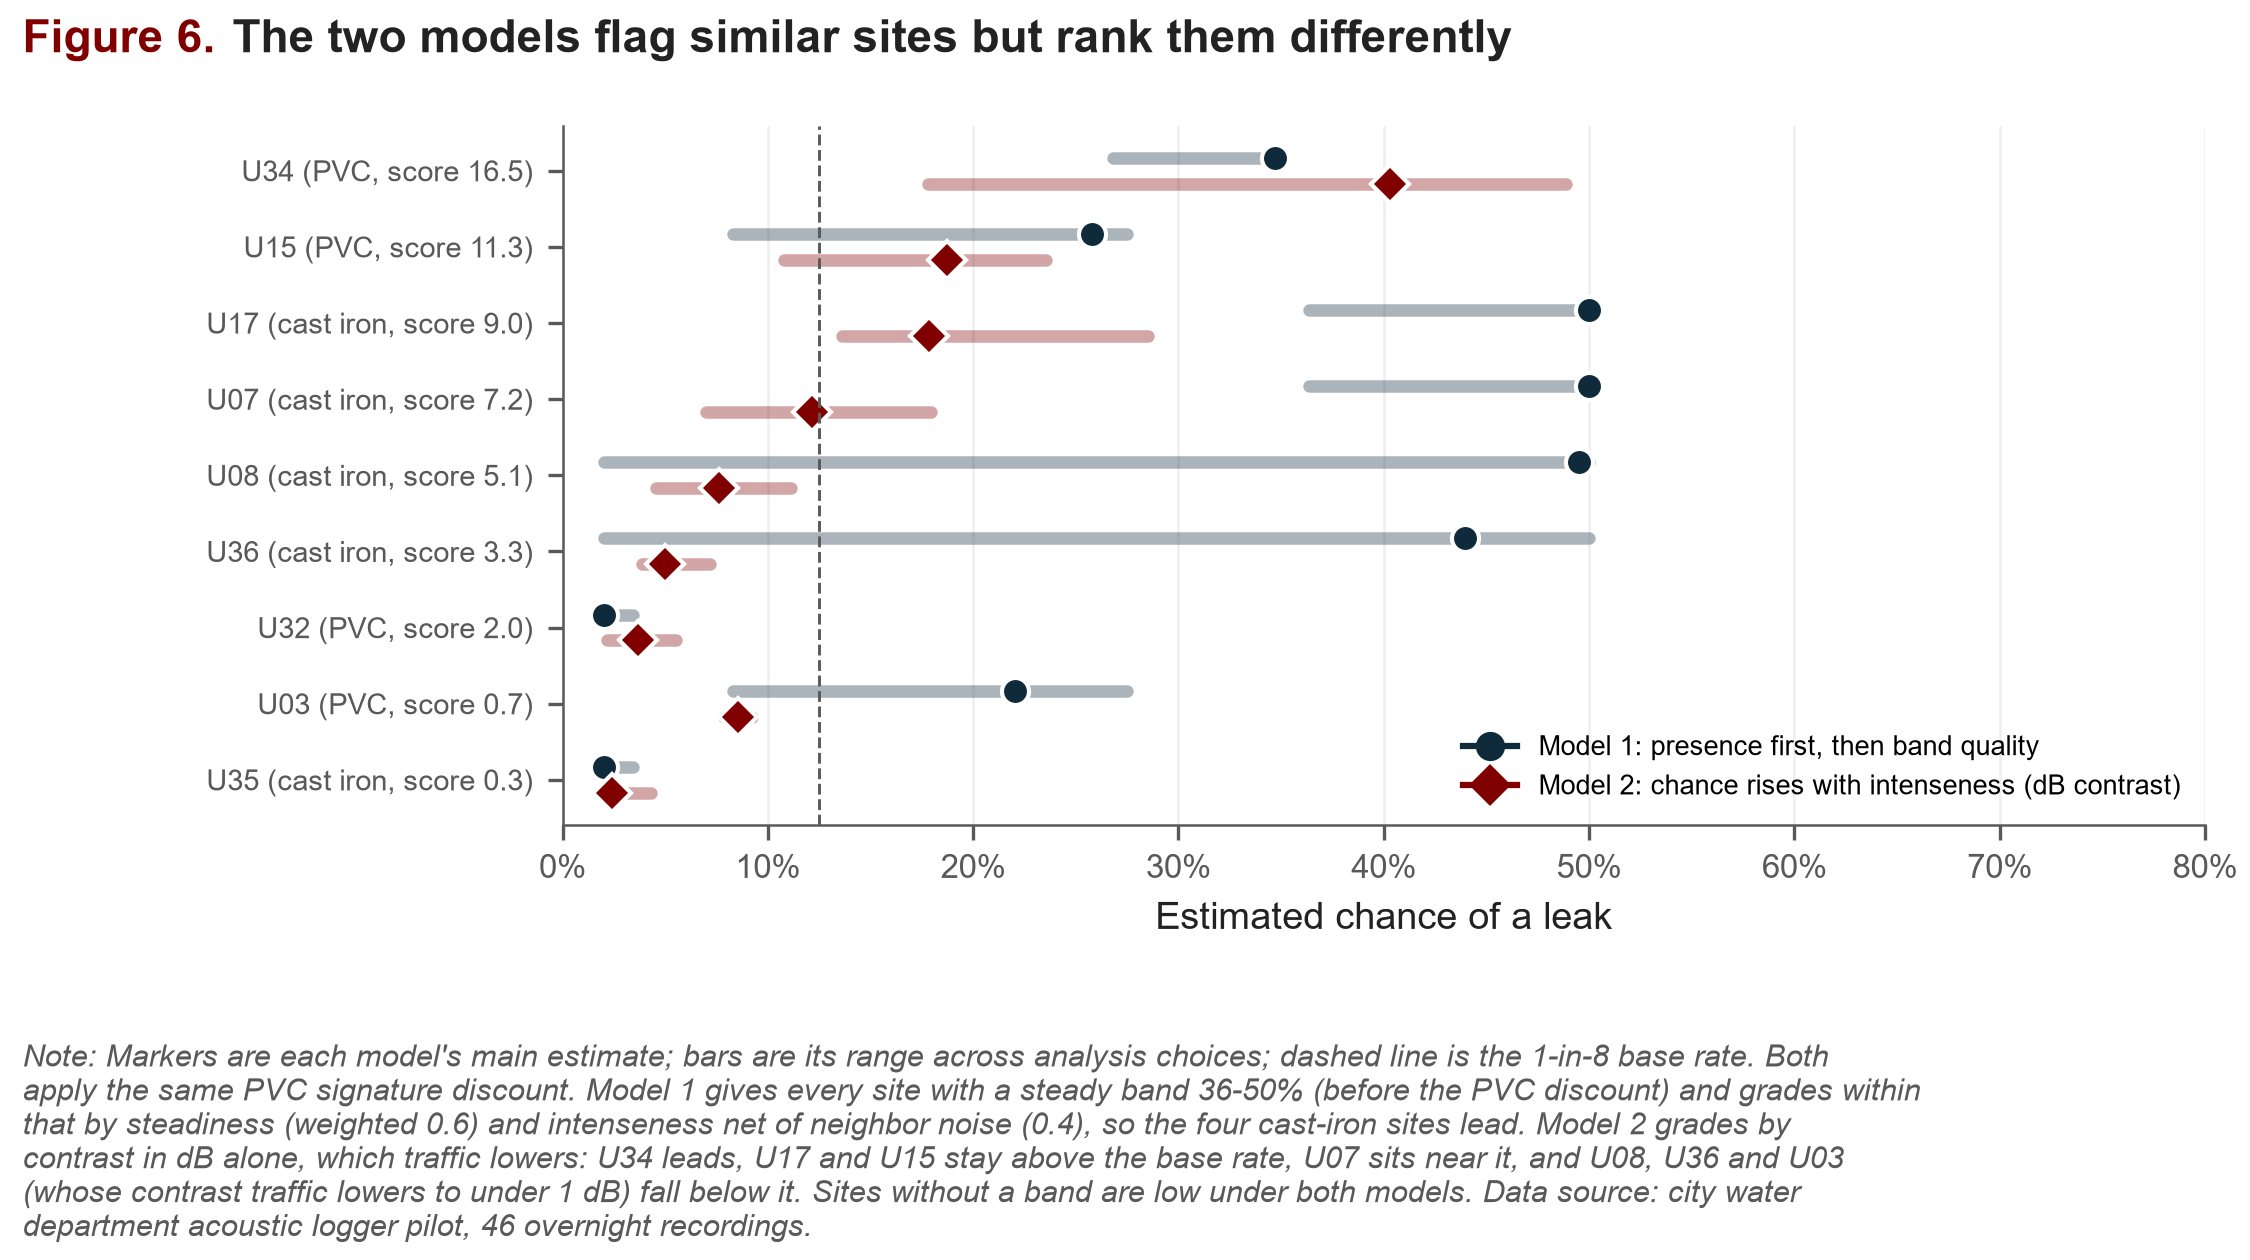 Figure 6. The two models flag similar sites but rank them differently
U34 (PVC, score 16.5)
U15 (PVC, score 11.3)
U17 (cast iron, score 9.0)
U07 (cast iron, score 7.2)
U08 (cast iron, score 5.1)
U36 (cast iron, score 3.3)
U32 (PVC, score 2.0)
U03 (PVC, score 0.7)
U35 (cast iron, score 0.3)
Model 1: presence first, then band quality
Model 2: chance rises with intenseness (dB contrast)
0% 10% 20% 30% 40% 50% 60% 70% 80%
Estimated chance of a leak
Note: Markers are each model's main estimate; bars are its range across analysis choices; dashed line is the 1-in-8 base rate. Both
apply the same PVC signature discount. Model 1 gives every site with a steady band 36-50% (before the PVC discount) and grades within
that by steadiness (weighted 0.6) and intenseness net of neighbor noise (0.4), so the four cast-iron sites lead. Model 2 grades by
contrast in dB alone, which traffic lowers: U34 leads, U17 and U15 stay above the base rate, U07 sits near it, and U08, U36 and U03
(whose contrast traffic lowers to under 1 dB) fall below it. Sites without a band are low under both models. Data source: city water
department acoustic logger pilot, 46 overnight recordings.